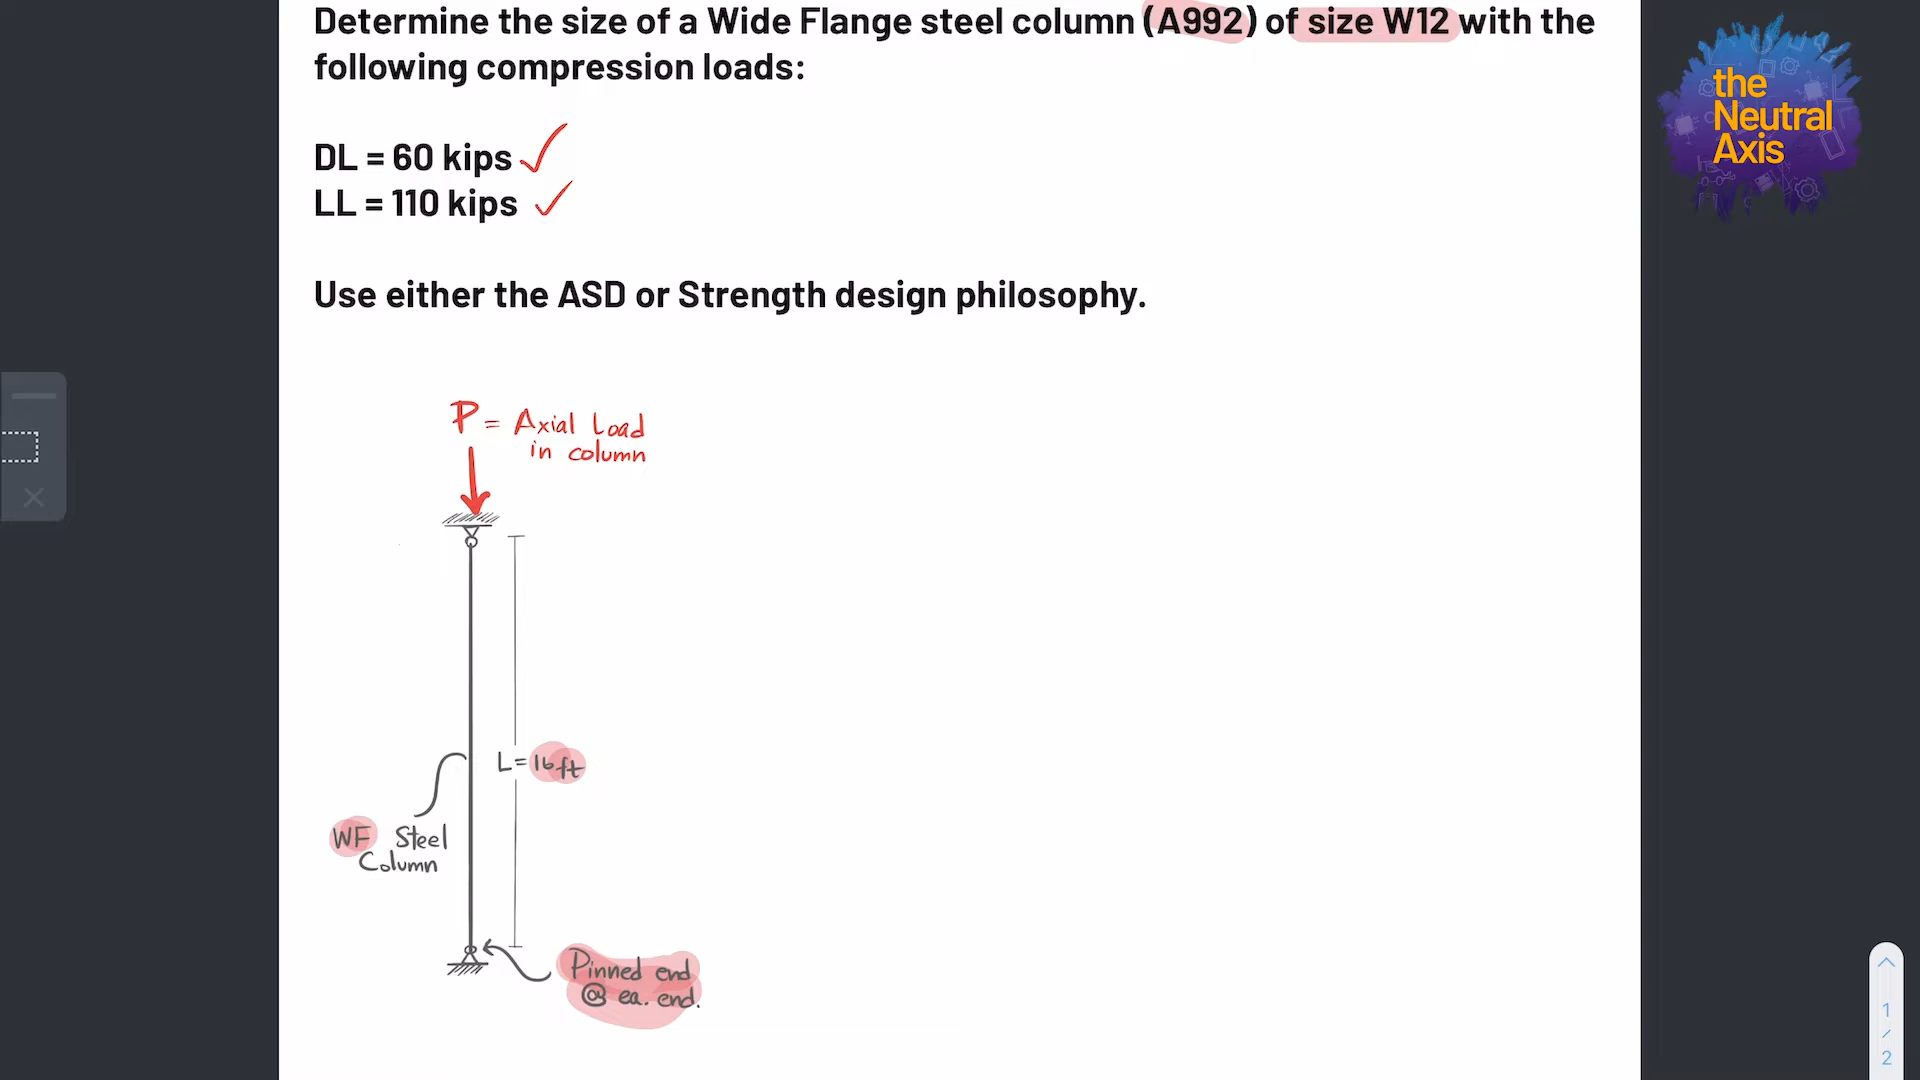 Determine the size of a Wide Flange steel column (A992) of size W12 with the
following compression loads:
DL = 60 kips
LL = 110 kips
Use either the ASD or Strength design philosophy.
P = Axial Load
in column
L = 16ft
WF Steel
Column
Pinned end
@ ea. end.
the
Neutral
Axis
1
/
2